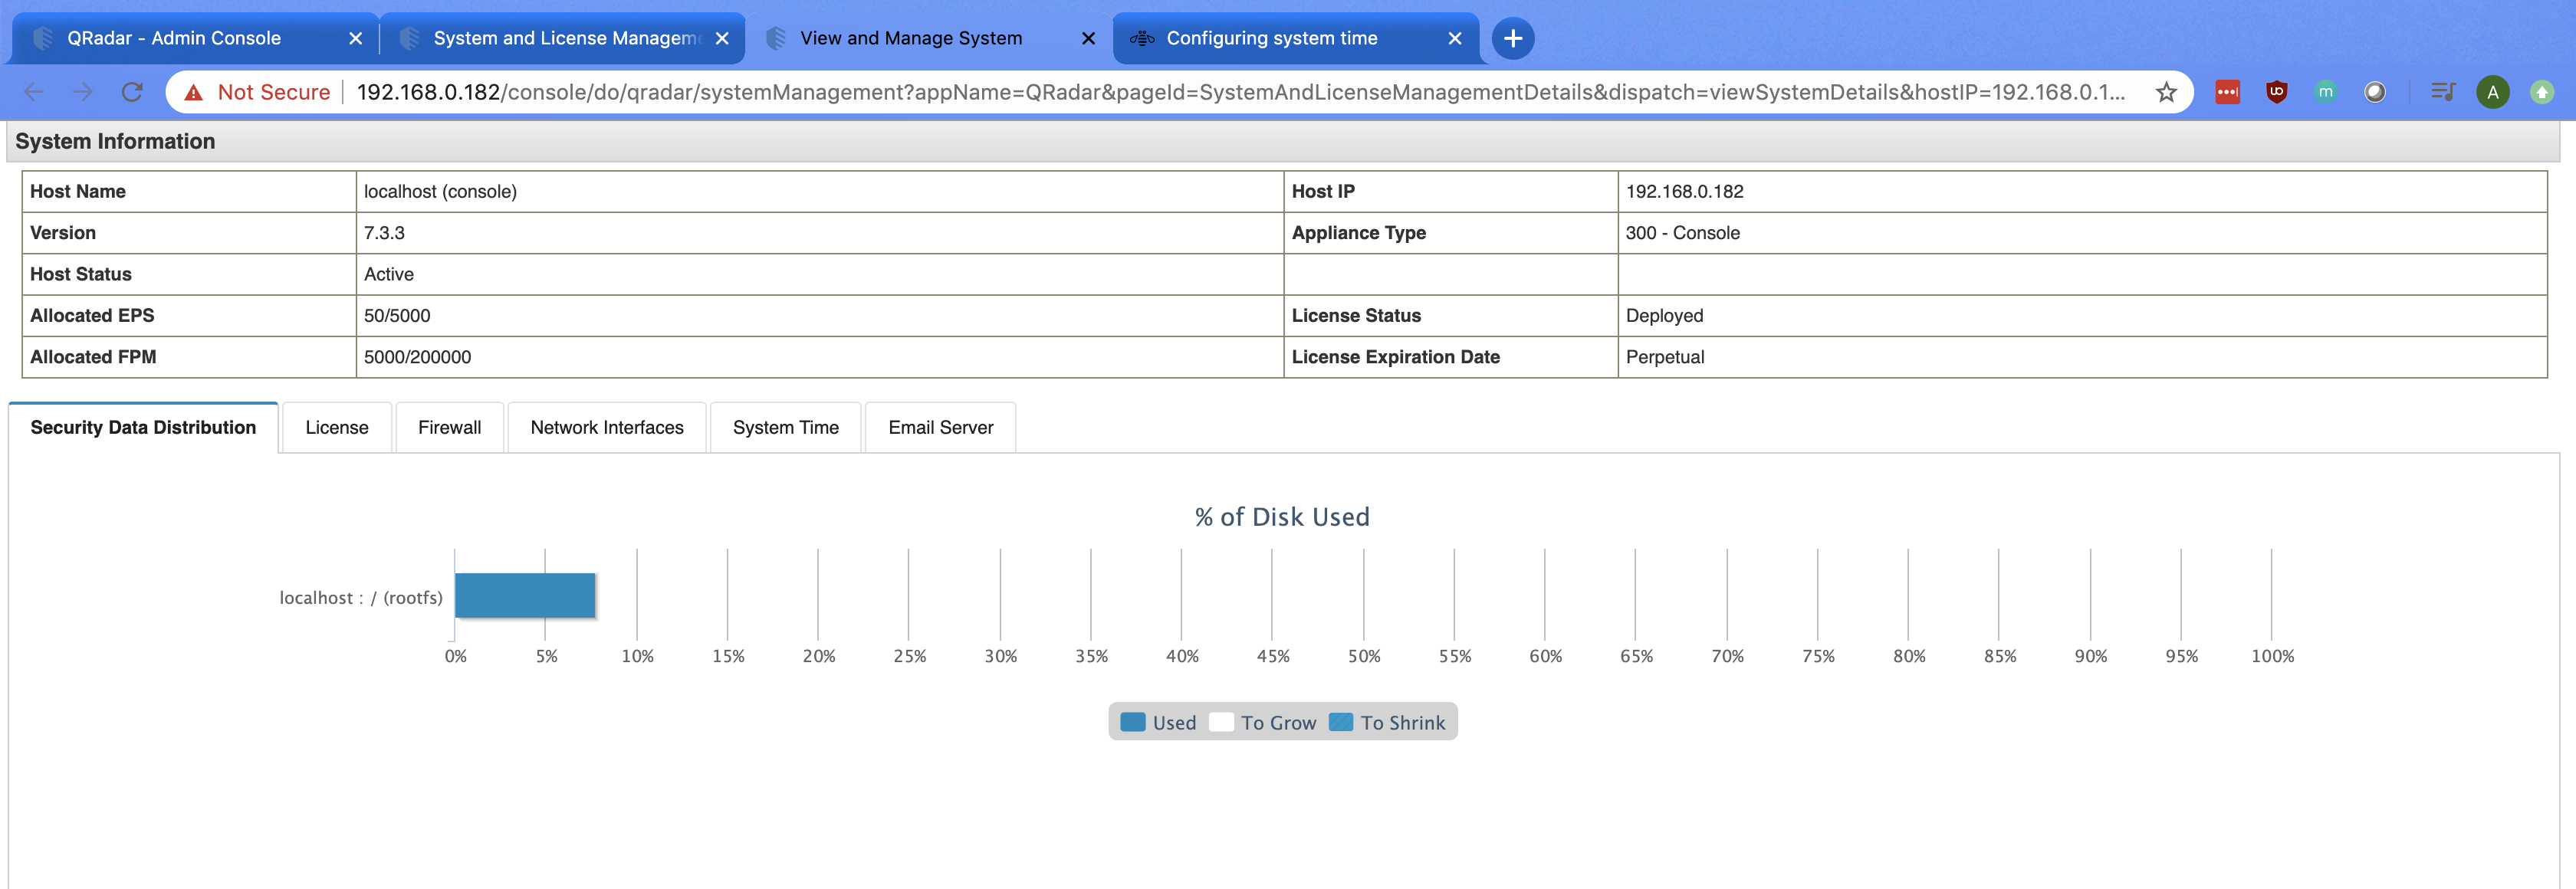 QRadar - Admin Console
System and License Managem
View and Manage System
Configuring system time
Not Secure
192.168.0.182/console/do/qradar/systemManagement?appName=QRadar&pageId=SystemAndLicenseManagementDetails&dispatch=viewSystemDetails&hostIP=192.168.0.1...
m
A
System Information
Host Name localhost (console) Host IP 192.168.0.182
Version 7.3.3 Appliance Type 300 - Console
Host Status Active
Allocated EPS 50/5000 License Status Deployed
Allocated FPM 5000/200000 License Expiration Date Perpetual
Security Data Distribution License Firewall Network Interfaces System Time Email Server
% of Disk Used
localhost : / (rootfs)
0% 5% 10% 15% 20% 25% 30% 35% 40% 45% 50% 55% 60% 65% 70% 75% 80% 85% 90% 95% 100%
Used To Grow To Shrink